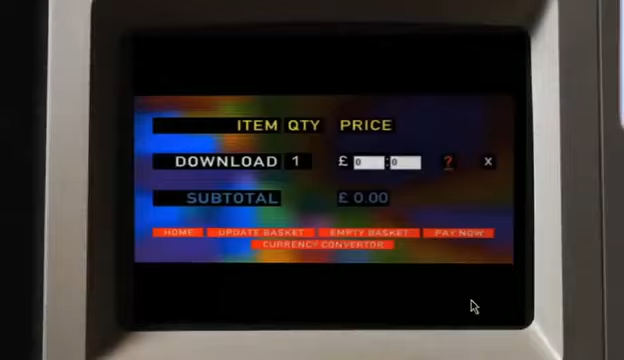 ITEM QTY PRICE
DOWNLOAD 1 £ 0 : 0 ? X
SUBTOTAL £ 0.00
HOME UPDATE BASKET EMPTY BASKET PAY NOW
CURRENCY CONVERTOR